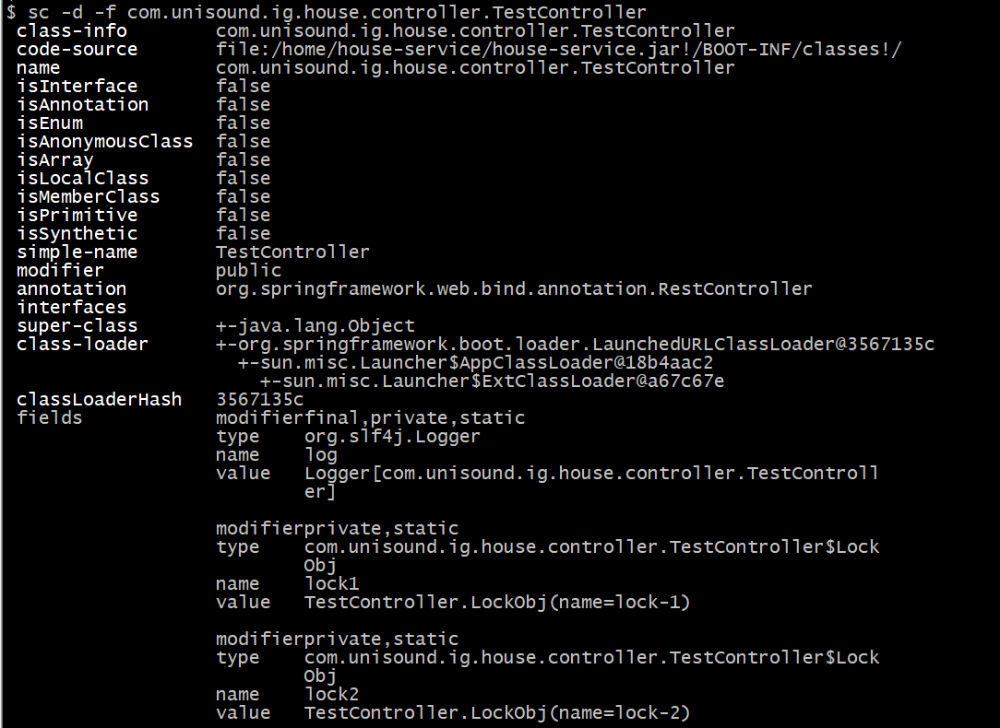 $ sc -d -f com.unisound.ig.house.controller.TestController
class-info com.unisound.ig.house.controller.TestController
code-source file:/home/house-service/house-service.jar!/BOOT-INF/classes!/
name com.unisound.ig.house.controller.TestController
isInterface false
isAnnotation false
isEnum false
isAnonymousClass false
isArray false
isLocalClass false
isMemberClass false
isPrimitive false
isSynthetic false
simple-name TestController
modifier public
annotation org.springframework.web.bind.annotation.RestController
interfaces
super-class +-java.lang.Object
class-loader +-org.springframework.boot.loader.LaunchedURLClassLoader@3567135c
+-sun.misc.Launcher$AppClassLoader@18b4aac2
+-sun.misc.Launcher$ExtClassLoader@a67c67e
classLoaderHash 3567135c
fields modifierfinal,private,static
type org.slf4j.Logger
name log
value Logger[com.unisound.ig.house.controller.TestControll
er]
modifierprivate,static
type com.unisound.ig.house.controller.TestController$Lock
Obj
name lock1
value TestController.LockObj(name=lock-1)
modifierprivate,static
type com.unisound.ig.house.controller.TestController$Lock
Obj
name lock2
value TestController.LockObj(name=lock-2)